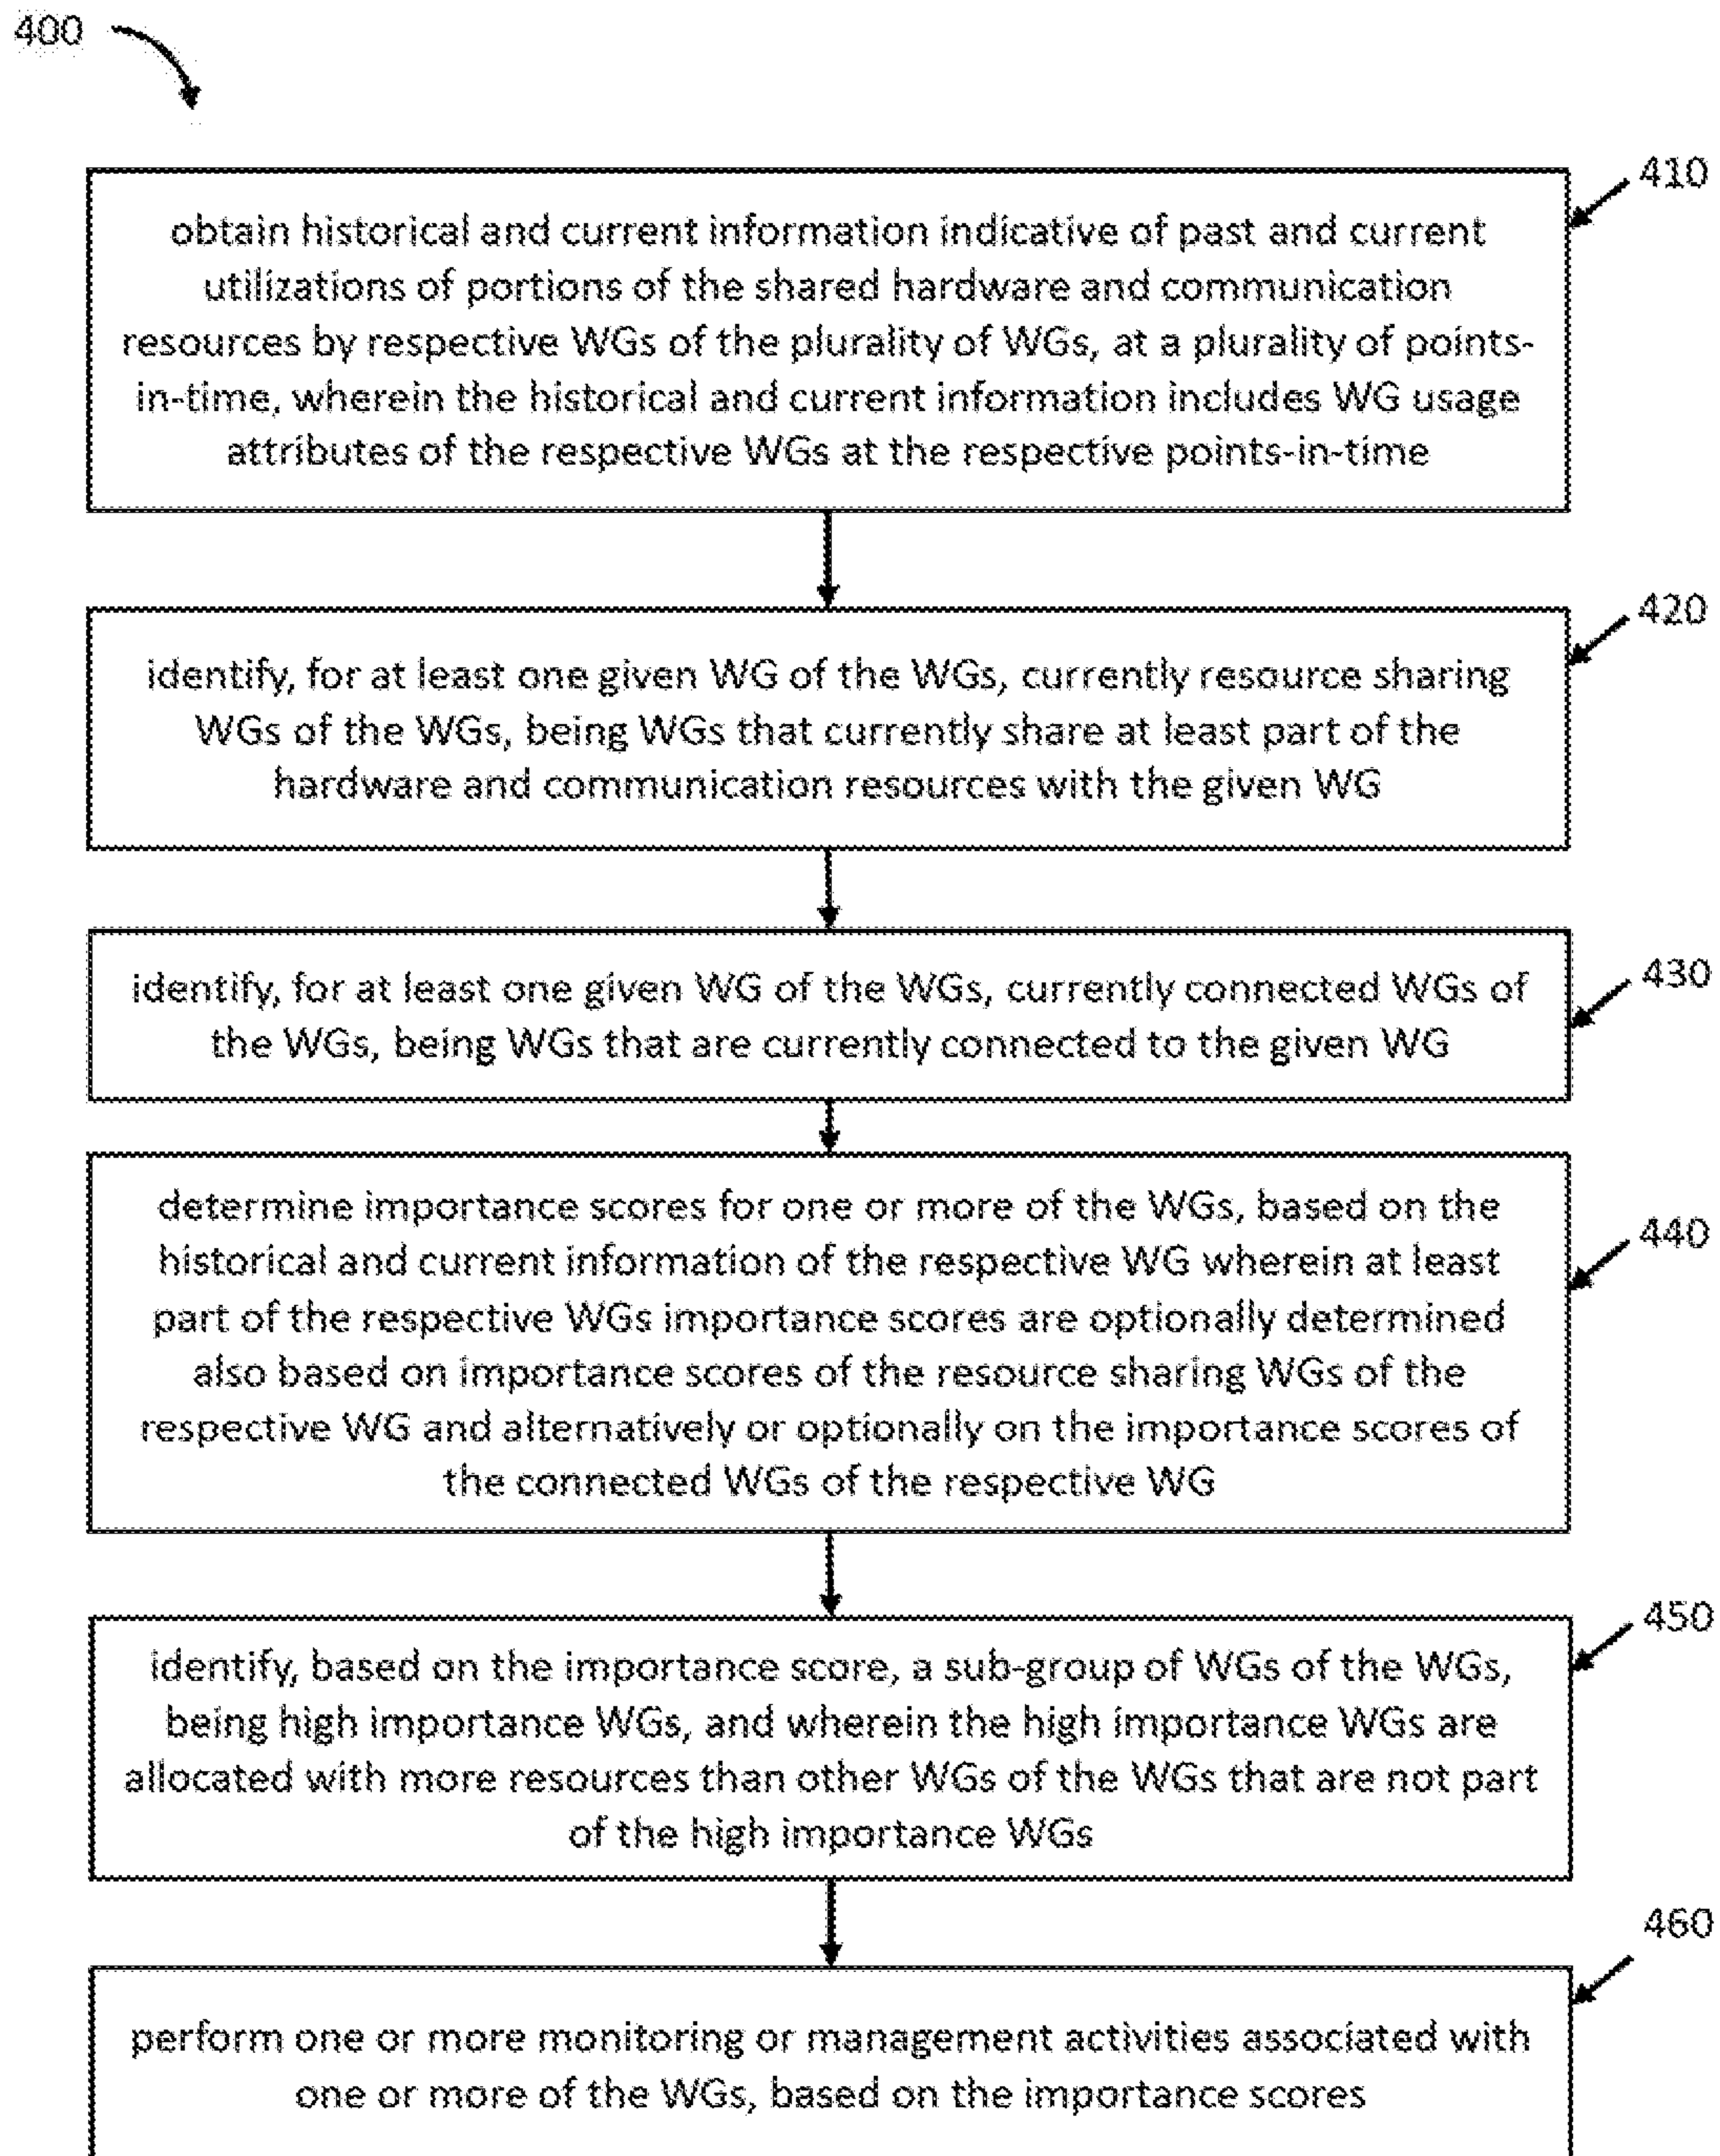 400
410
obtain historical and current information indicative of past and current
utilizations of portions of the shared hardware and communication
resources by respective WGs of the plurality of WGs, at a plurality of points-
in-time, wherein the historical and current information includes WG usage
attributes of the respective WGs at the respective points-in-time
420
identify, for at least one given WG of the WGs, currently resource sharing
WGs of the WGs, being WGs that currently share at least part of the
hardware and communication resources with the given WG
430
identify, for at least one given WG of the WGs, currently connected WGs of
the WGs, being WGs that are currently connected to the given WG
440
determine importance scores for one or more of the WGs, based on the
historical and current information of the respective WG wherein at least
part of the respective WGs importance scores are optionally determined
also based on importance scores of the resource sharing WGs of the
respective WG and alternatively or optionally on the importance scores of
the connected WGs of the respective WG
450
identify, based on the importance score, a sub-group of WGs of the WGs,
being high importance WGs, and wherein the high importance WGs are
allocated with more resources than other WGs of the WGs that are not part
of the high importance WGs
460
perform one or more monitoring or management activities associated with
one or more of the WGs, based on the importance scores